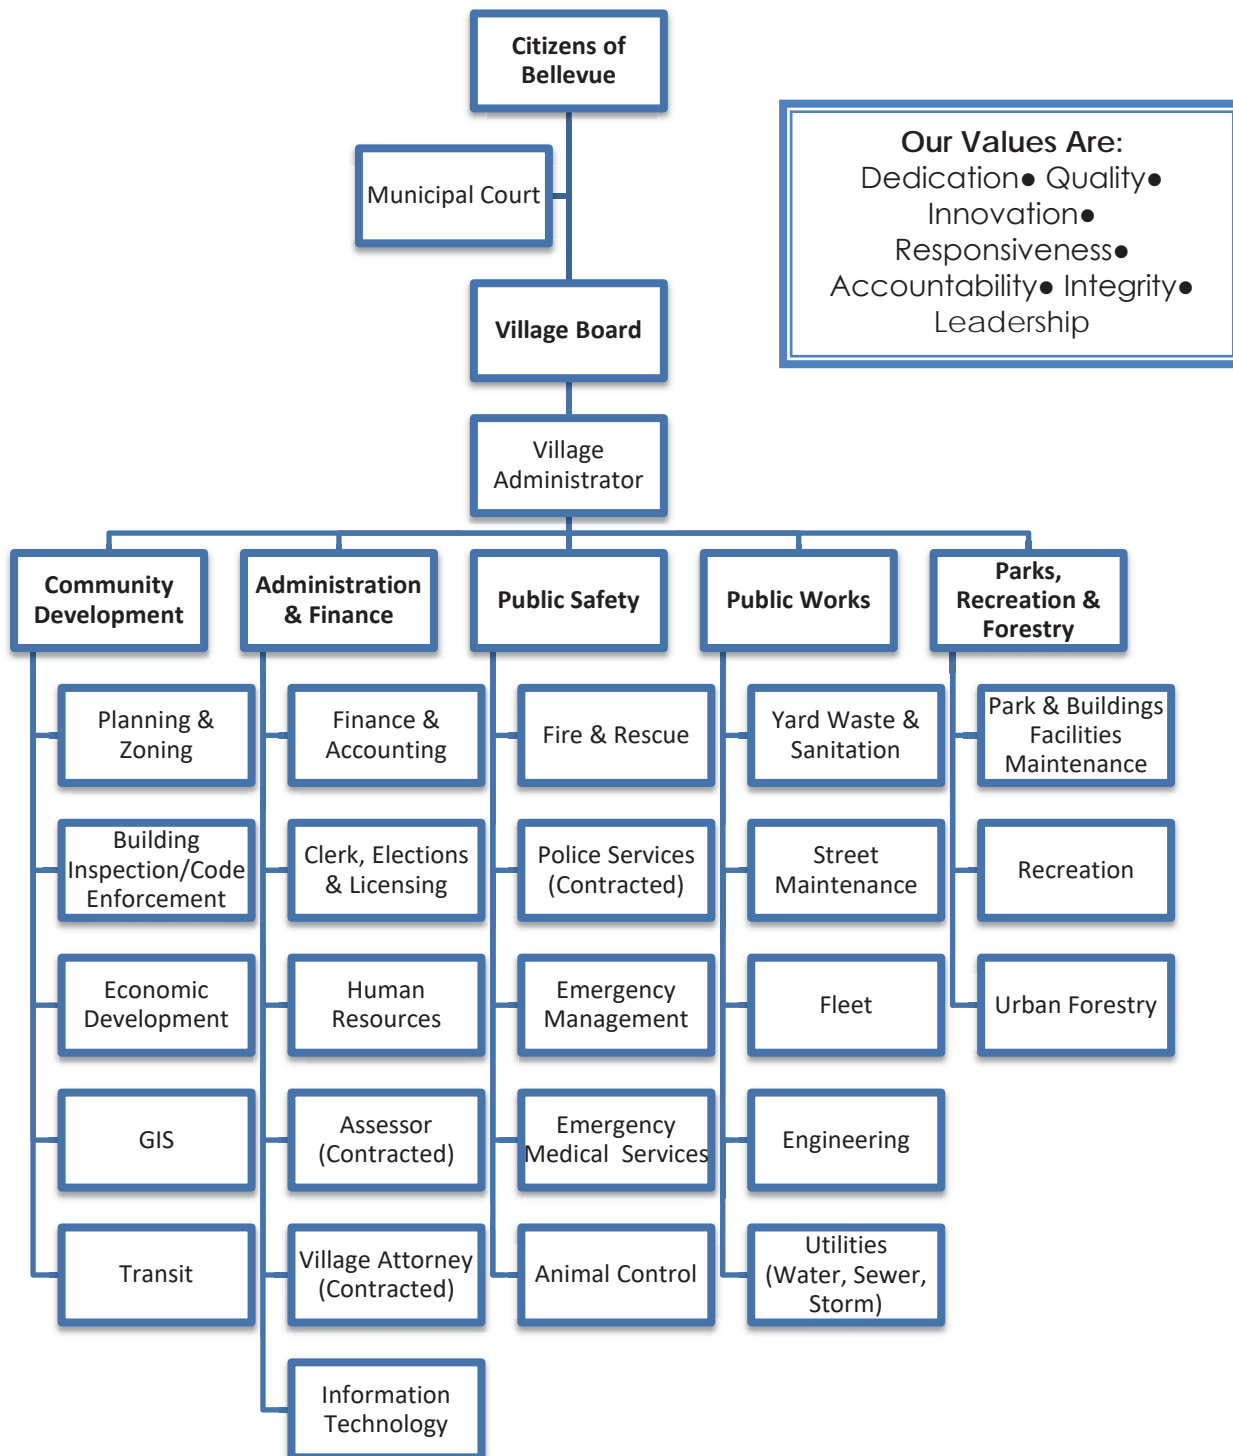 Citizens of
Bellevue
Our Values Are:
Dedication● Quality●
Innovation●
Responsiveness●
Accountability● Integrity●
Leadership
Municipal Court
Village Board
Village
Administrator
Community
Development
Administration
& Finance
Public Safety
Public Works
Parks,
Recreation &
Forestry
Planning &
Zoning
Finance &
Accounting
Fire & Rescue
Yard Waste &
Sanitation
Park & Buildings
Facilities
Maintenance
Building
Inspection/Code
Enforcement
Clerk, Elections
& Licensing
Police Services
(Contracted)
Street
Maintenance
Recreation
Economic
Development
Human
Resources
Emergency
Management
Fleet
Urban Forestry
GIS
Assessor
(Contracted)
Emergency
Medical Services
Engineering
Transit
Village Attorney
(Contracted)
Animal Control
Utilities
(Water, Sewer,
Storm)
Information
Technology